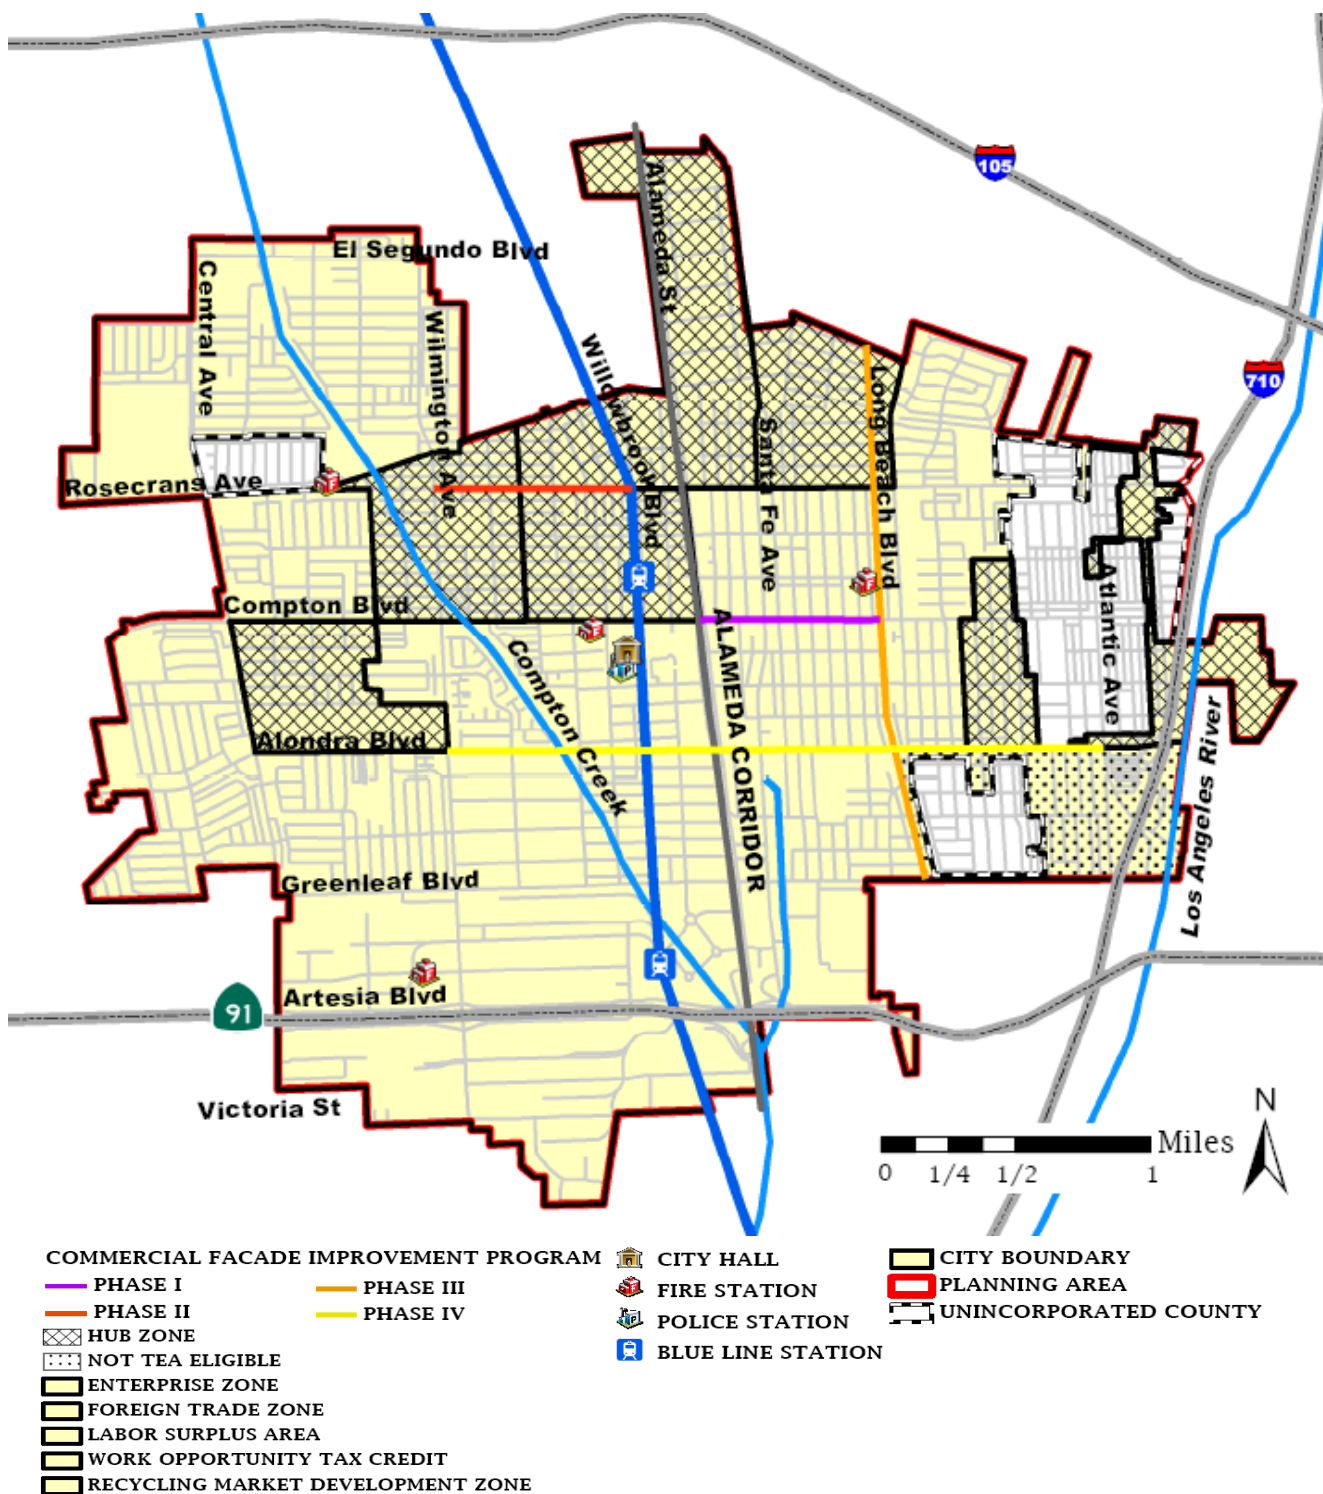 105
Alameda St
El Segundo Blvd
Central Ave
Wilmington Ave
Willowbrook Blvd
710
Long Beach Blvd
Santa Fe Ave
Rosecrans Ave
Atlantic Ave
Compton Blvd
ALAMEDA CORRIDOR
Compton Creek
Alondra Blvd
Los Angeles River
Greenleaf Blvd
Artesia Blvd
91
Victoria St
N
Miles
0 1/4 1/2 1
COMMERCIAL FACADE IMPROVEMENT PROGRAM
PHASE I
PHASE II
PHASE III
PHASE IV
HUB ZONE
NOT TEA ELIGIBLE
ENTERPRISE ZONE
FOREIGN TRADE ZONE
LABOR SURPLUS AREA
WORK OPPORTUNITY TAX CREDIT
RECYCLING MARKET DEVELOPMENT ZONE
CITY HALL
FIRE STATION
POLICE STATION
BLUE LINE STATION
CITY BOUNDARY
PLANNING AREA
UNINCORPORATED COUNTY